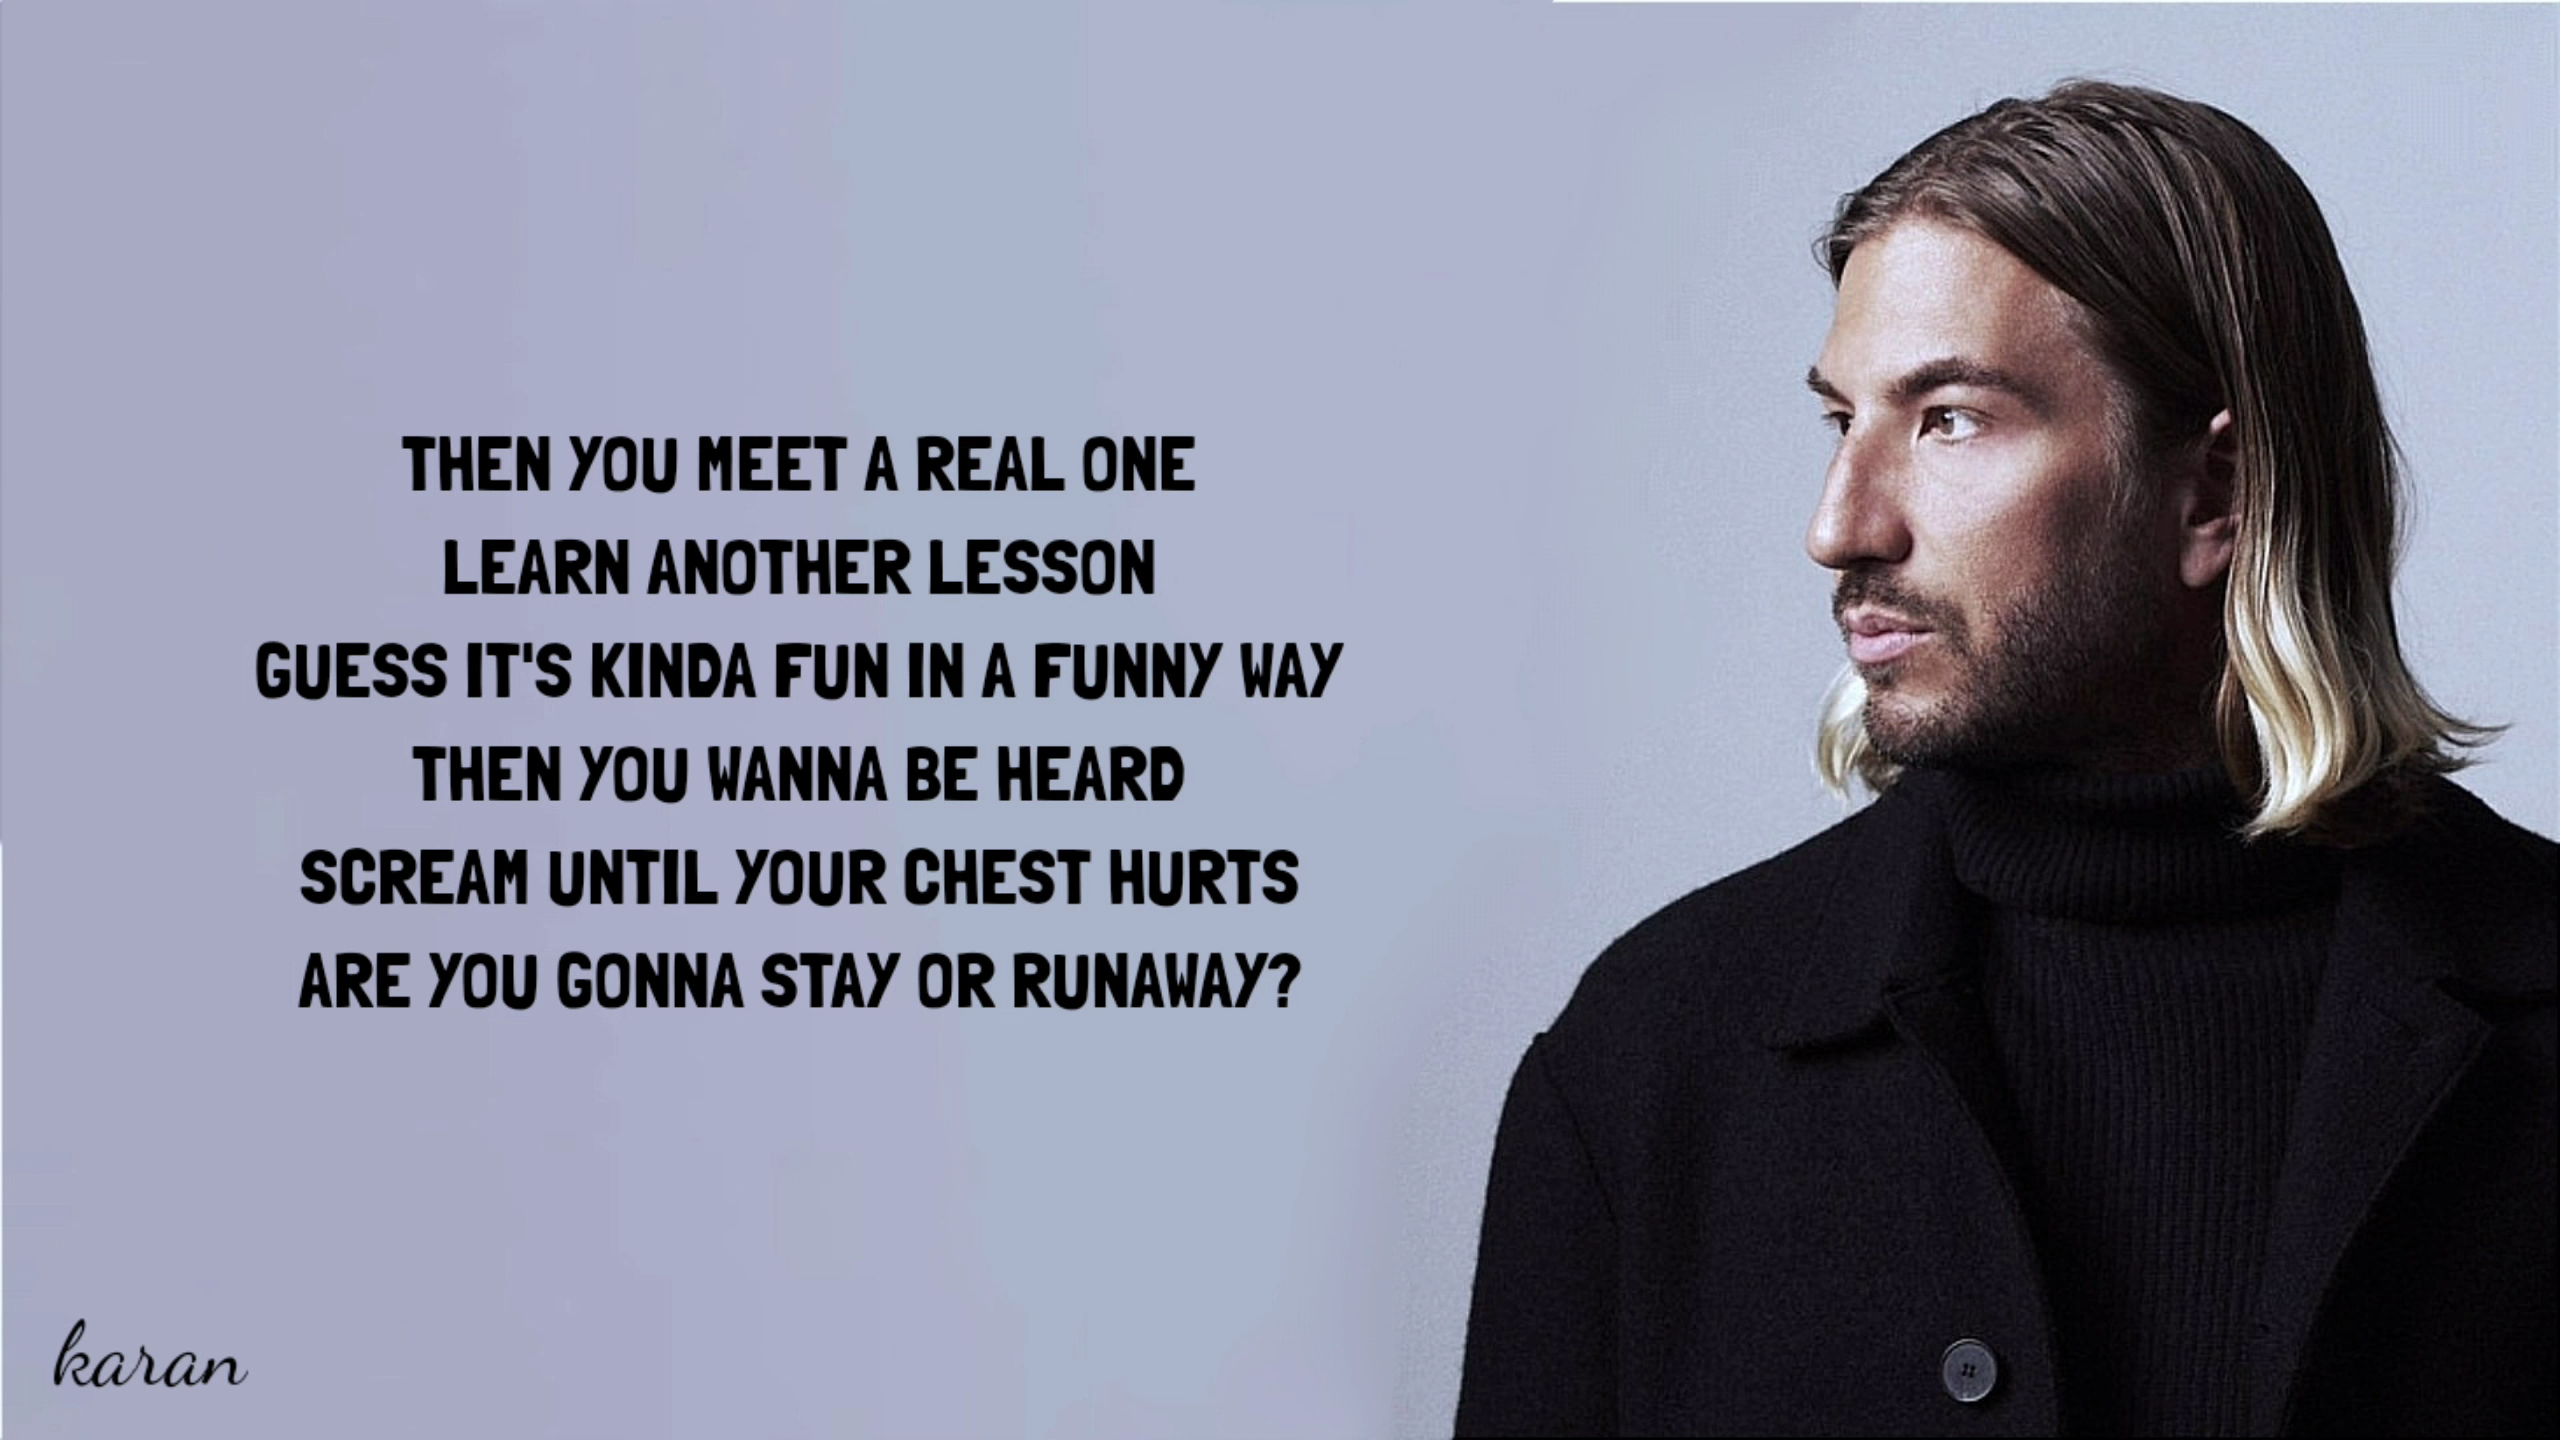 THEN YOU MEET A REAL ONE
LEARN ANOTHER LESSON
GUESS IT'S KINDA FUN IN A FUNNY WAY
THEN YOU WANNA BE HEARD
SCREAM UNTIL YOUR CHEST HURTS
ARE YOU GONNA STAY OR RUNAWAY?
karan